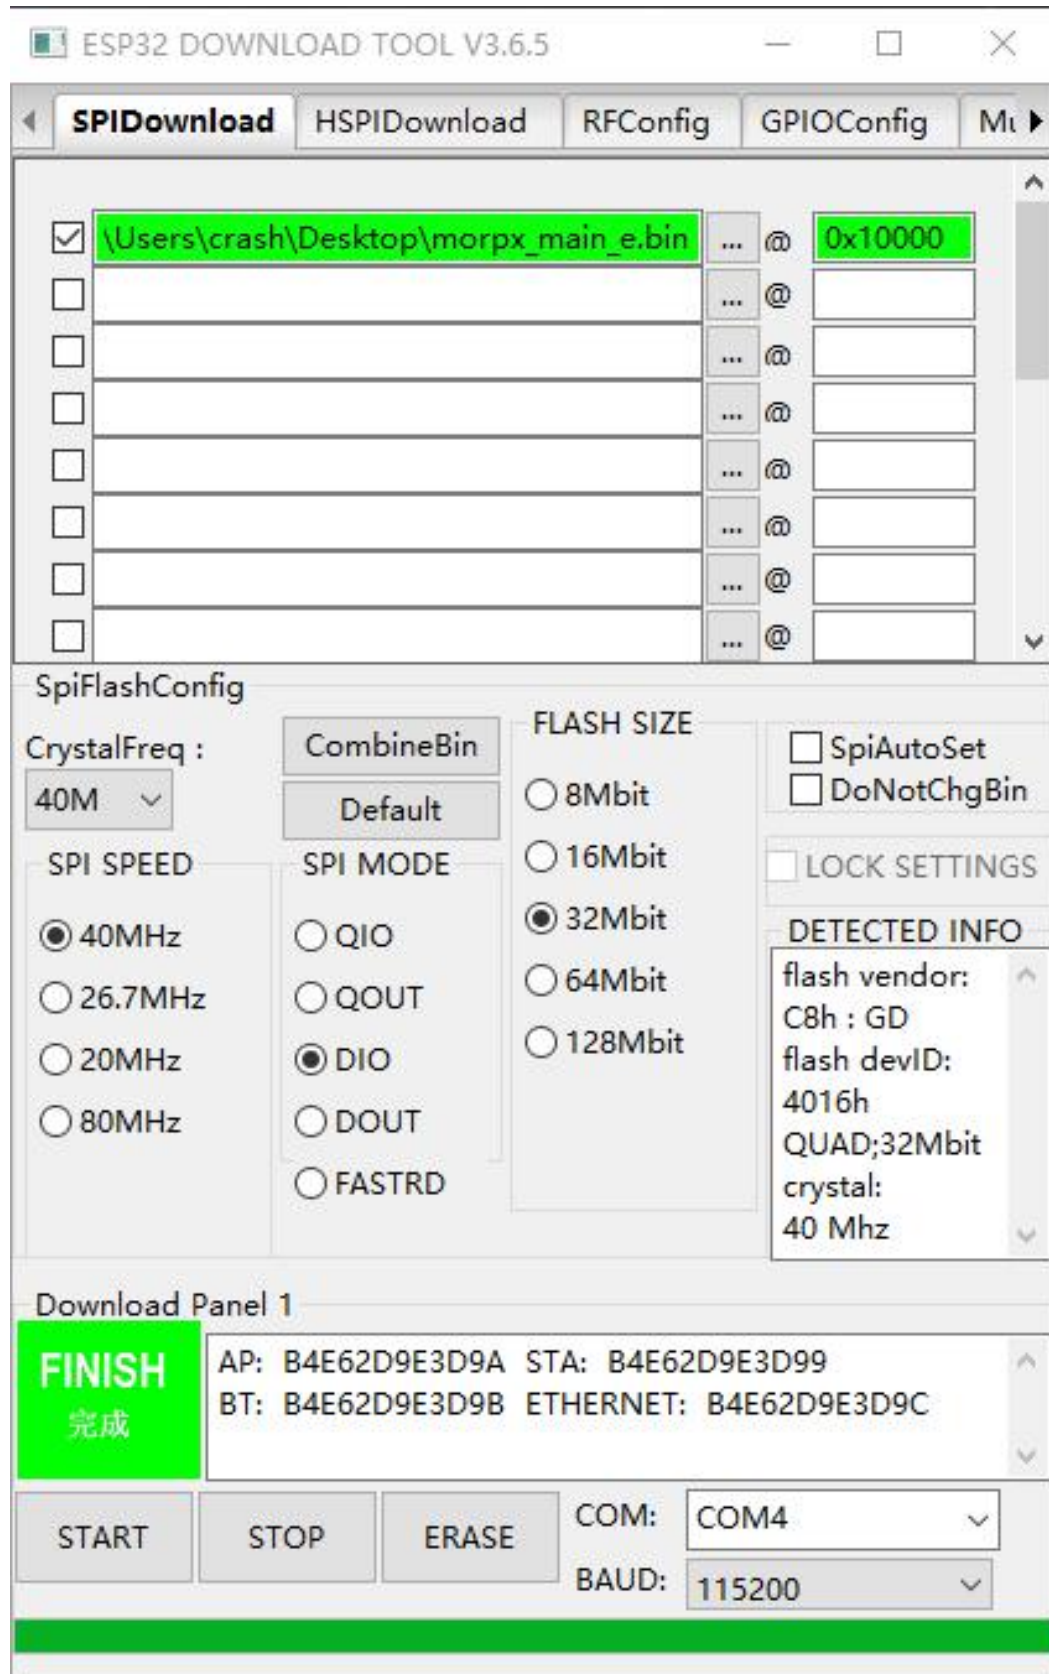 ESP32 DOWNLOAD TOOL V3.6.5
SPIDownload HSPIDownload RFConfig GPIOConfig Mu
\Users\crash\Desktop\morpx_main_e.bin ... @ 0x10000
... @
... @
... @
... @
... @
... @
... @
SpiFlashConfig
CrystalFreq :
40M
CombineBin
Default
SPI SPEED
40MHz
26.7MHz
20MHz
80MHz
SPI MODE
QIO
QOUT
DIO
DOUT
FASTRD
FLASH SIZE
8Mbit
16Mbit
32Mbit
64Mbit
128Mbit
SpiAutoSet
DoNotChgBin
LOCK SETTINGS
DETECTED INFO
flash vendor:
C8h : GD
flash devID:
4016h
QUAD;32Mbit
crystal:
40 Mhz
Download Panel 1
FINISH
完成
AP: B4E62D9E3D9A STA: B4E62D9E3D99
BT: B4E62D9E3D9B ETHERNET: B4E62D9E3D9C
START STOP ERASE
COM: COM4
BAUD: 115200